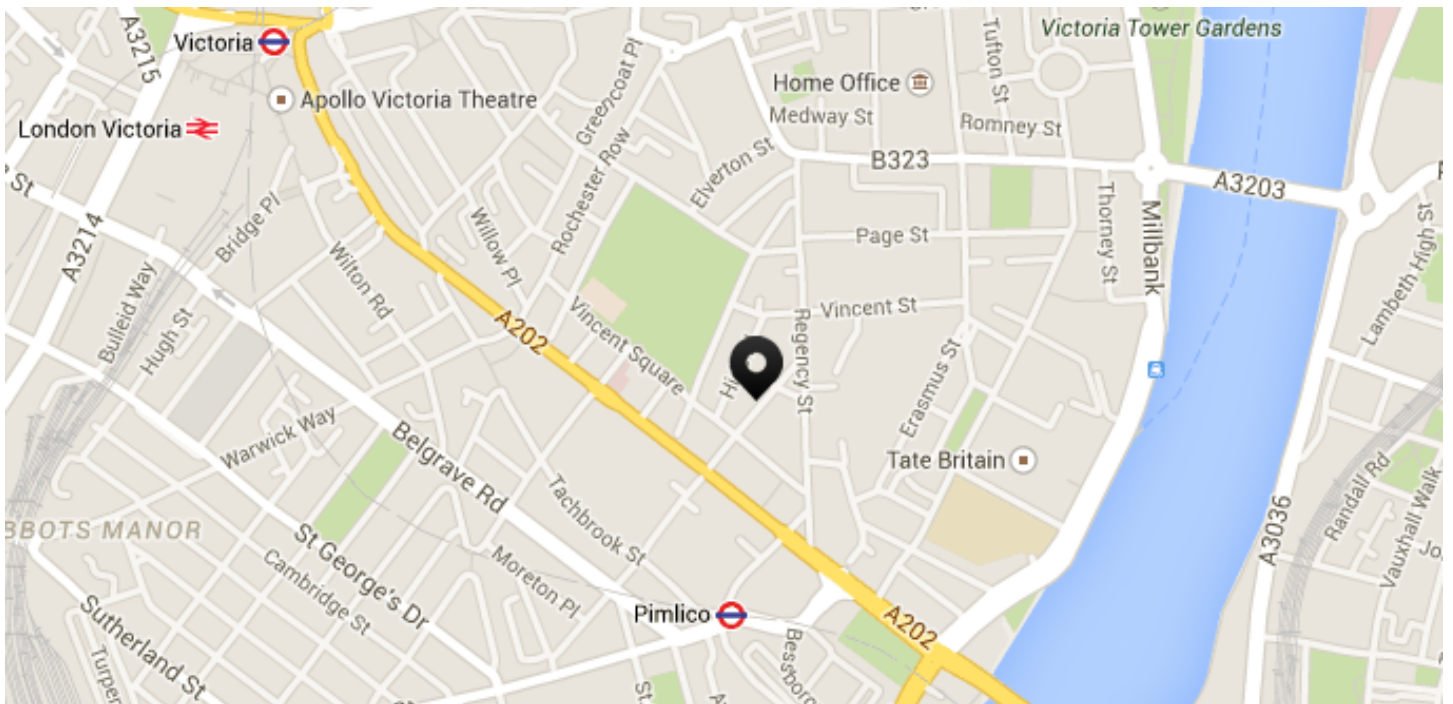 Victoria
A3215
Apollo Victoria Theatre
London Victoria
Greencoat Pl
Home Office
Victoria Tower Gardens
Tufton St
Medway St
Romney St
B323
A3203
St
A3214
Bridge Pl
Rochester Row
Willow Pl
Elverton St
Page St
Thorney St
Millbank
Lambeth High St
Bulleid Way
Hugh St
Wilton Rd
A202
Vincent Square
Vincent St
Regency St
Erasmus St
Tate Britain
Warwick Way
Belgrave Rd
Tachbrook St
Moreton Pl
St George's Dr
Cambridge St
Sutherland St
Pimlico
A202
A3036
Randall Rd
Vauxhall Walk
St.